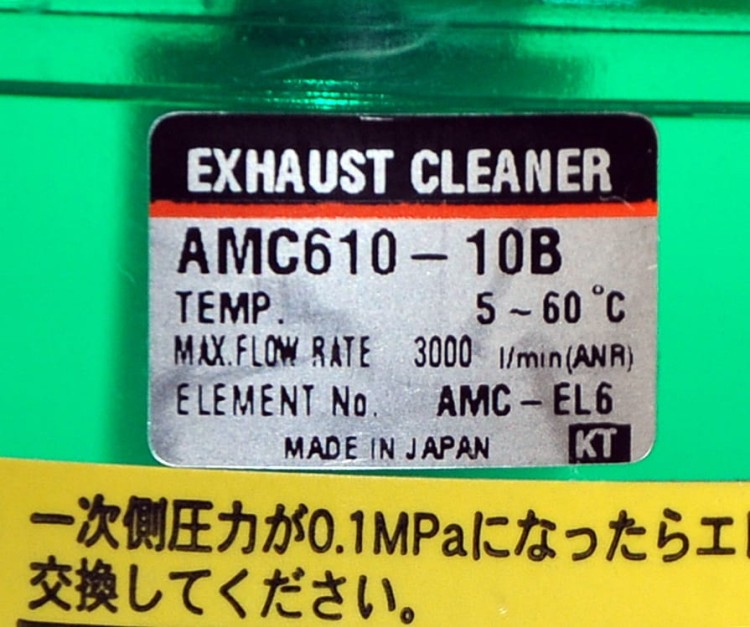 EXHAUST CLEANER
AMC610-10B
TEMP. 5~60°C
MAX.FLOW RATE 3000 l/min(ANR)
ELEMENT No. AMC-EL6
MADE IN JAPAN KT
一次側圧力が0.1MPaになったらエ
交換してください。